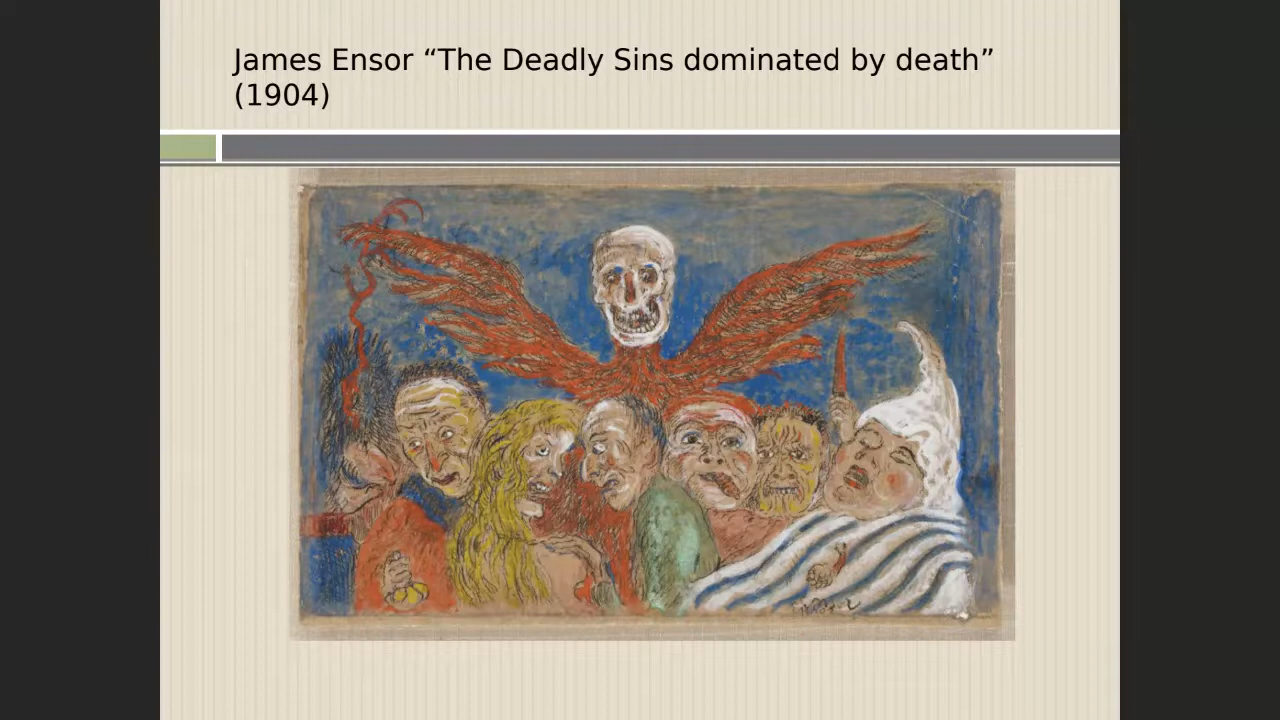 James Ensor “The Deadly Sins dominated by death”
(1904)